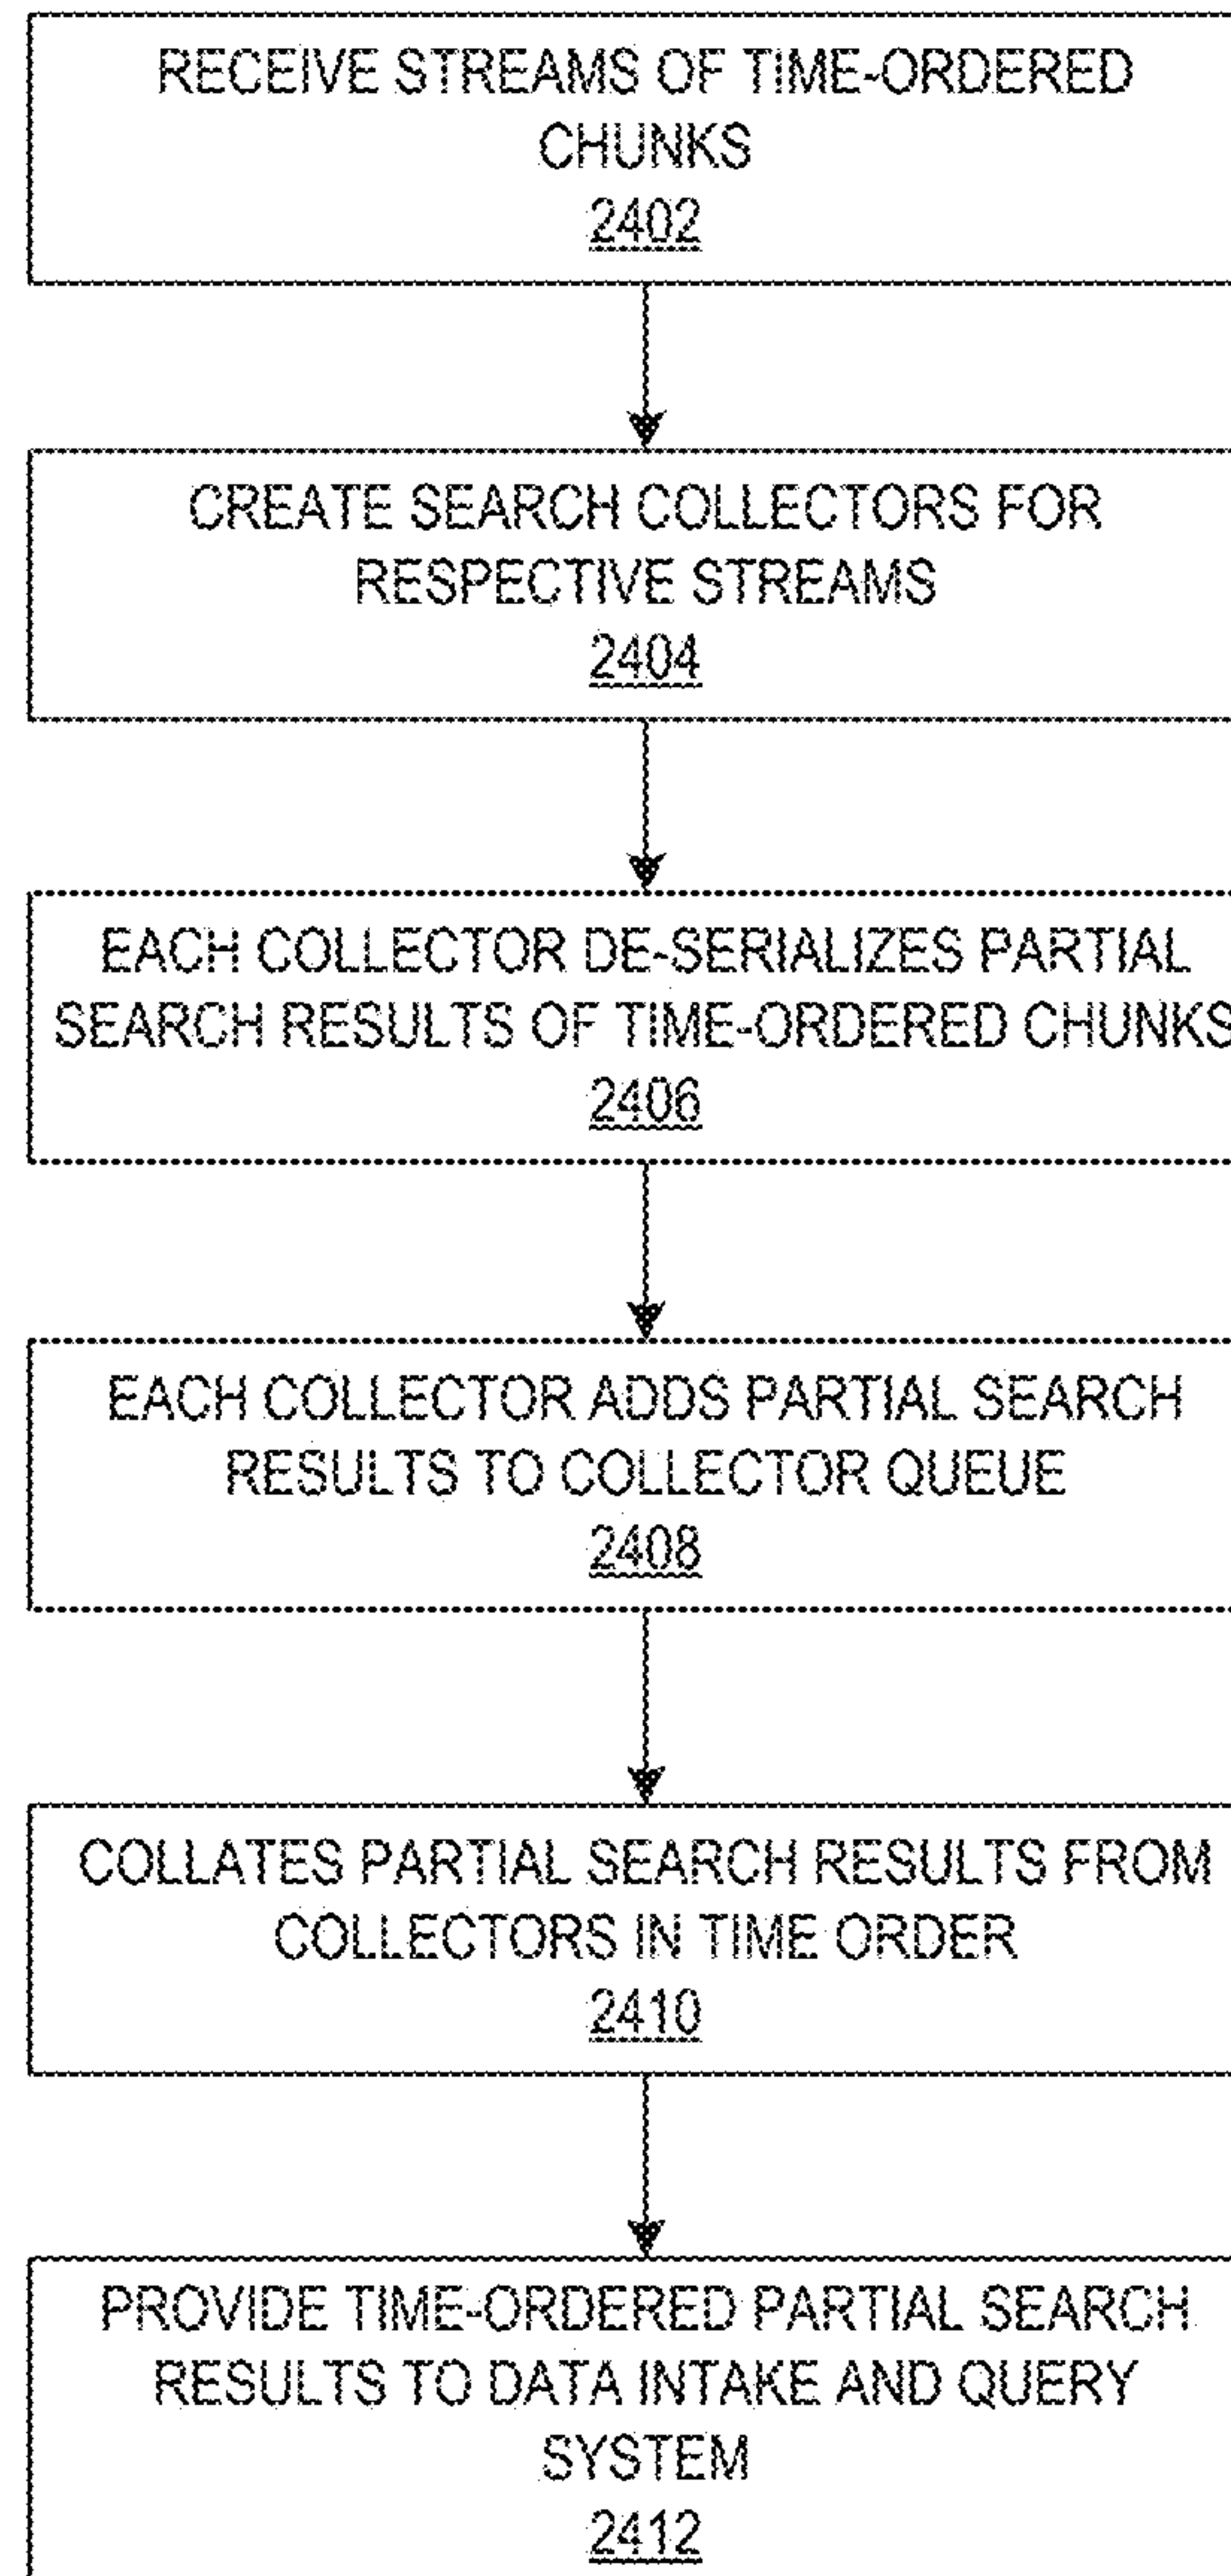 RECEIVE STREAMS OF TIME-ORDERED
CHUNKS
2402
CREATE SEARCH COLLECTORS FOR
RESPECTIVE STREAMS
2404
EACH COLLECTOR DE-SERIALIZES PARTIAL
SEARCH RESULTS OF TIME-ORDERED CHUNKS
2406
EACH COLLECTOR ADDS PARTIAL SEARCH
RESULTS TO COLLECTOR QUEUE
2408
COLLATES PARTIAL SEARCH RESULTS FROM
COLLECTORS IN TIME ORDER
2410
PROVIDE TIME-ORDERED PARTIAL SEARCH
RESULTS TO DATA INTAKE AND QUERY
SYSTEM
2412